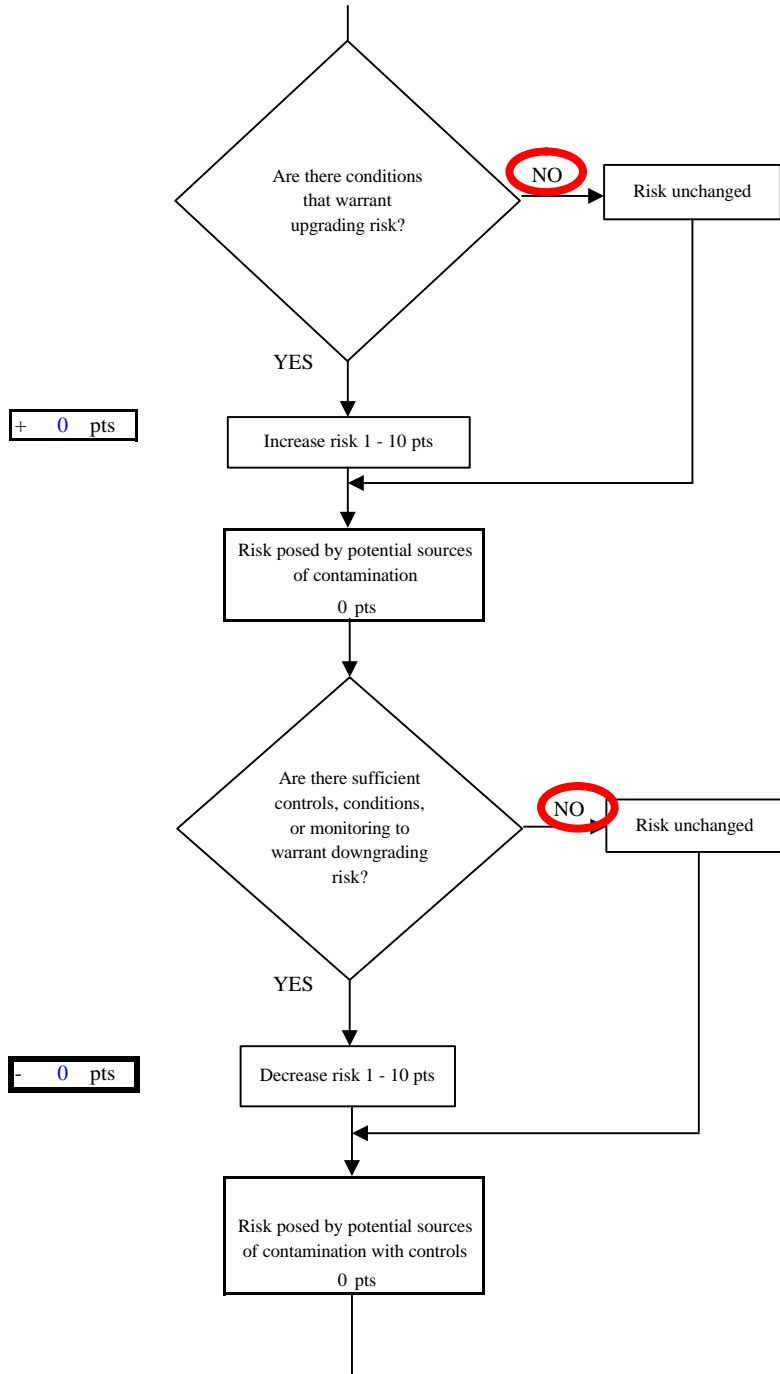 Are there conditions
that warrant
upgrading risk?
NO
Risk unchanged
YES
+ 0 pts
Increase risk 1 - 10 pts
Risk posed by potential sources
of contamination
0 pts
Are there sufficient
controls, conditions,
or monitoring to
warrant downgrading
risk?
NO
Risk unchanged
YES
- 0 pts
Decrease risk 1 - 10 pts
Risk posed by potential sources
of contamination with controls
0 pts